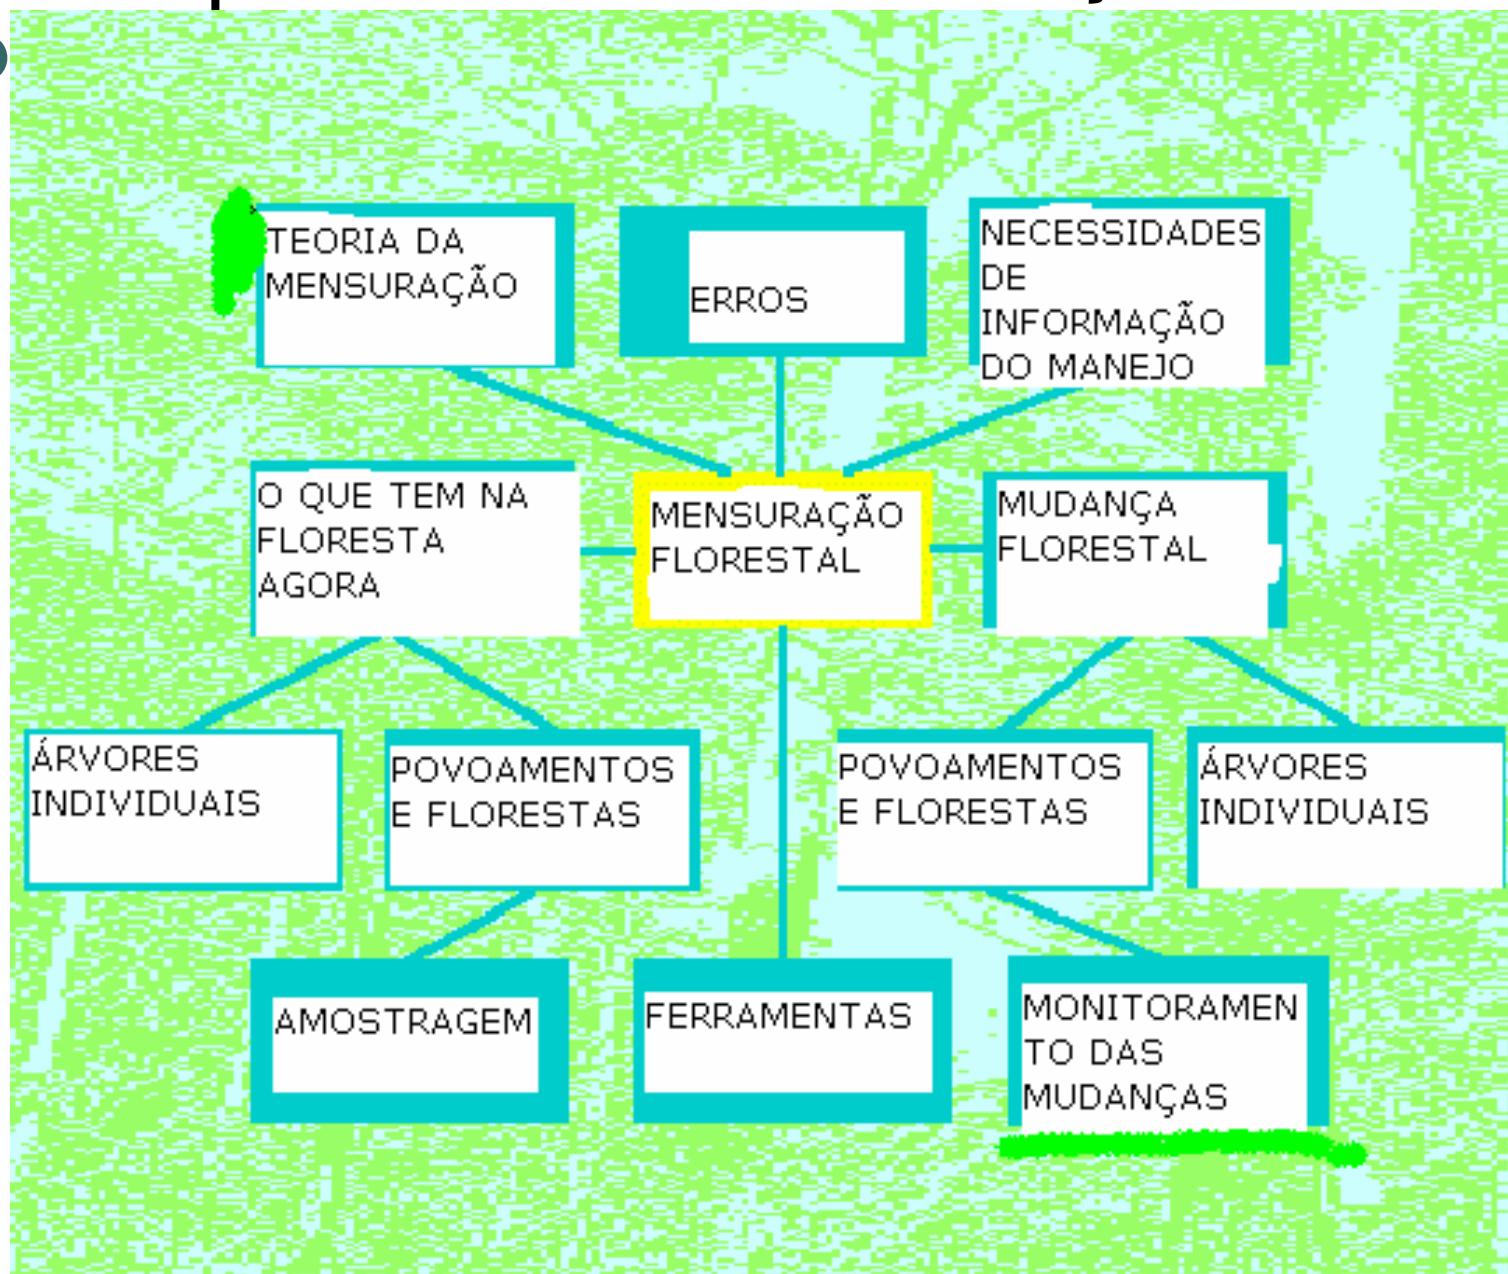 TEORIA DA
MENSURAÇÃO
ERROS
NECESSIDADES
DE
INFORMAÇÃO
DO MANEJO
O QUE TEM NA
FLORESTA
AGORA
MENSURAÇÃO
FLORESTAL
MUDANÇA
FLORESTAL
ÁRVORES
INDIVIDUAIS
POVOAMENTOS
E FLORESTAS
POVOAMENTOS
E FLORESTAS
ÁRVORES
INDIVIDUAIS
AMOSTRAGEM
FERRAMENTAS
MONITORAMEN
TO DAS
MUDANÇAS